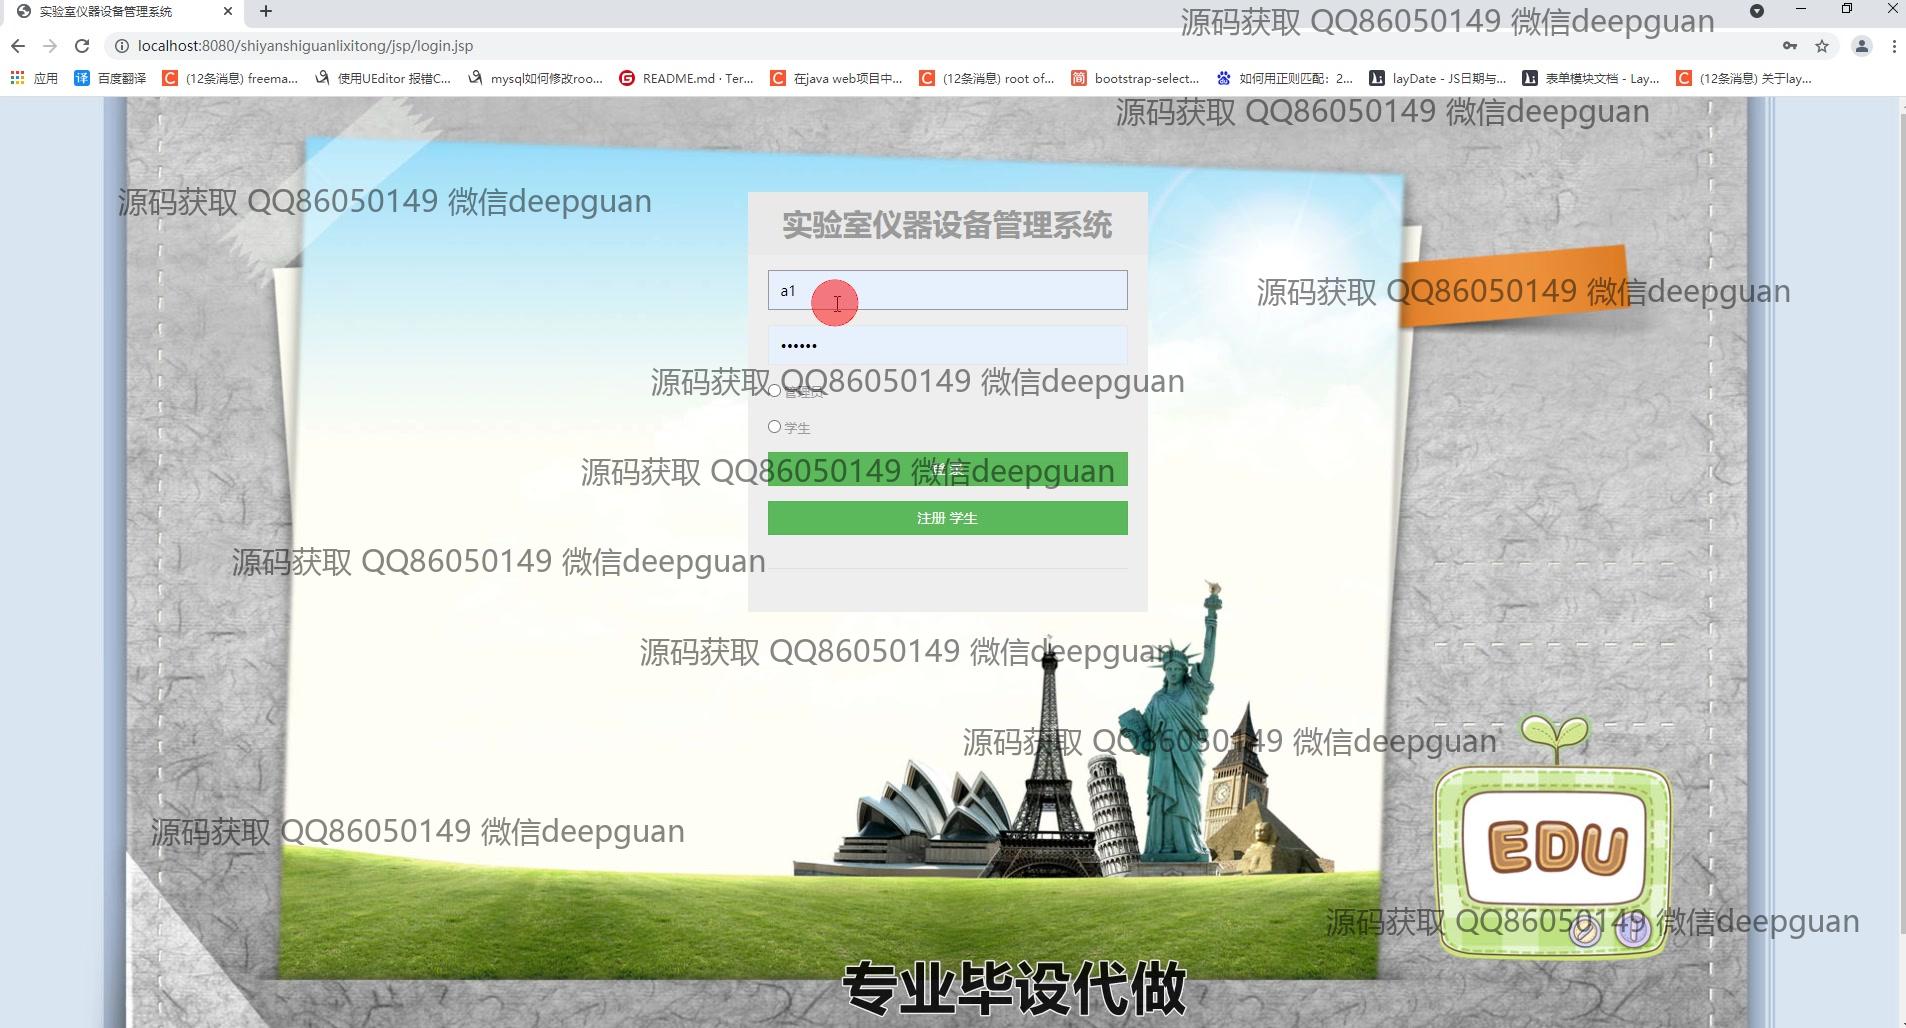 实验室仪器设备管理系统
源码获取 QQ86050149 微信deepguan
localhost:8080/shiyanshiguanlixitong/jsp/login.jsp
应用
译 百度翻译
C (12条消息) freema...
使用UEditor 报错C...
mysql如何修改roo...
G README.md · Ter...
C 在java web项目中...
C (12条消息) root of...
简 bootstrap-select...
如何用正则匹配：2...
layDate - JS日期与...
表单模块文档 - Lay...
C (12条消息) 关于lay...
源码获取 QQ86050149 微信deepguan
源码获取 QQ86050149 微信deepguan
实验室仪器设备管理系统
a1
源码获取 QQ86050149 微信deepguan
••••••
源码获取 QQ86050149 微信deepguan
管理员
学生
源码获取 QQ86050149 微信deepguan
登录
注册 学生
源码获取 QQ86050149 微信deepguan
源码获取 QQ86050149 微信deepguan
源码获取 QQ86050149 微信deepguan
源码获取 QQ86050149 微信deepguan
EDU
源码获取 QQ86050149 微信deepguan
专业毕设代做